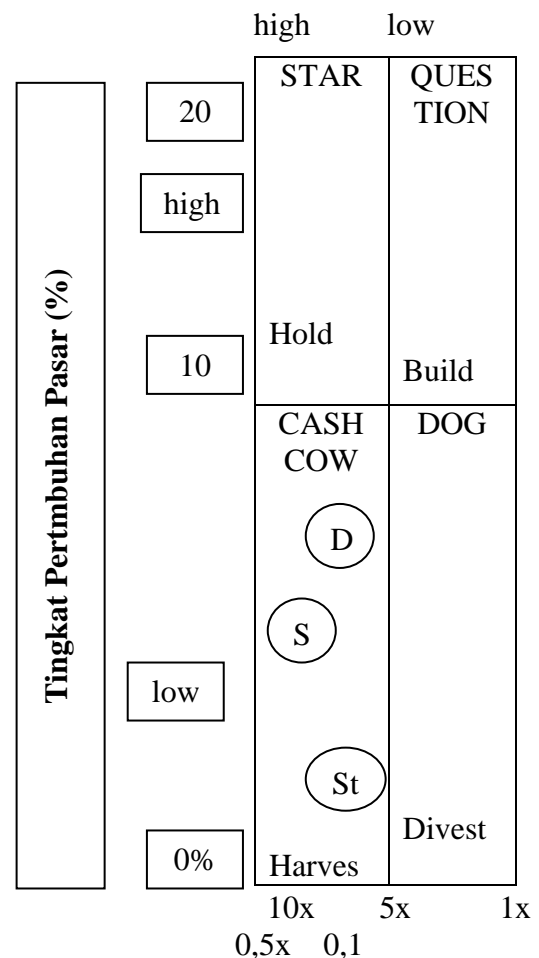 high low
STAR QUES
TION
20
high
Tingkat Pertmbuhan Pasar (%)
Hold
10
Build
CASH DOG
COW
D
S
low
St
Divest
0%
Harves
10x 5x 1x
0,5x 0,1